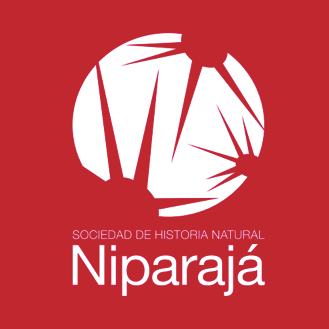 SOCIEDAD DE HISTORIA NATURAL
Niparajá